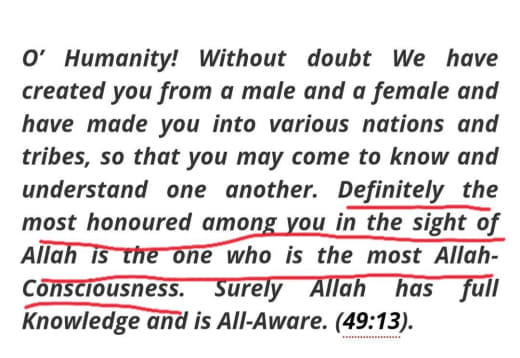 O’ Humanity! Without doubt We have
created you from a male and a female and
have made you into various nations and
tribes, so that you may come to know and
understand one another. Definitely the
most honoured among you in the sight of
Allah is the one who is the most Allah-
Consciousness. Surely Allah has full
Knowledge and is All-Aware. (49:13).